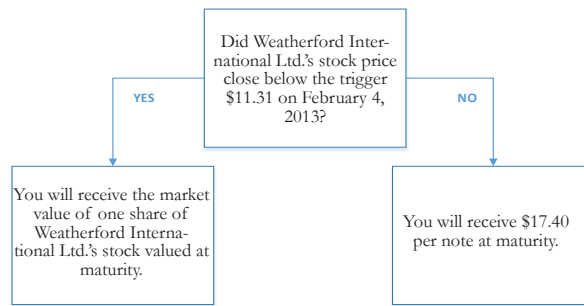 Did Weatherford Inter-
national Ltd.'s stock price
close below the trigger
$11.31 on February 4,
2013?
YES
NO
You will receive the market
value of one share of
Weatherford Interna-
tional Ltd.'s stock valued at
maturity.
You will receive $17.40
per note at maturity.